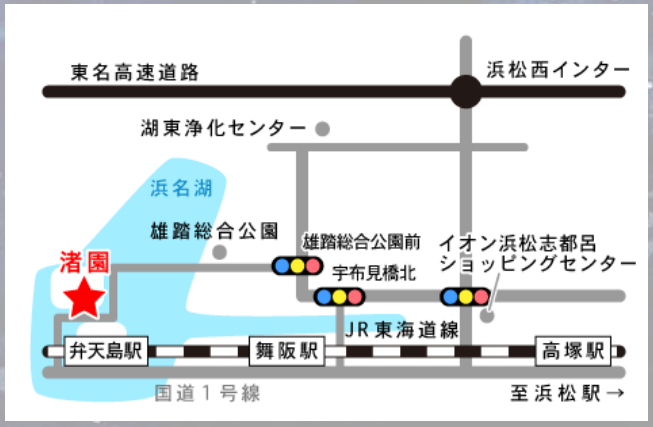 東名高速道路
浜松西インター
湖東浄化センター
浜名湖
雄踏総合公園
雄踏総合公園前
イオン浜松志都呂
ショッピングセンター
渚園
宇布見橋北
JR東海道線
弁天島駅
舞阪駅
高塚駅
国道1号線
至浜松駅→